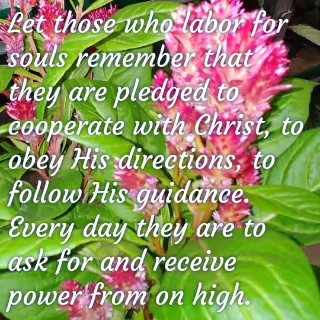 Let those who labor for
souls remember that
they are pledged to
cooperate with Christ, to
obey His directions, to
follow His guidance.
Every day they are to
ask for and receive
power from on high.